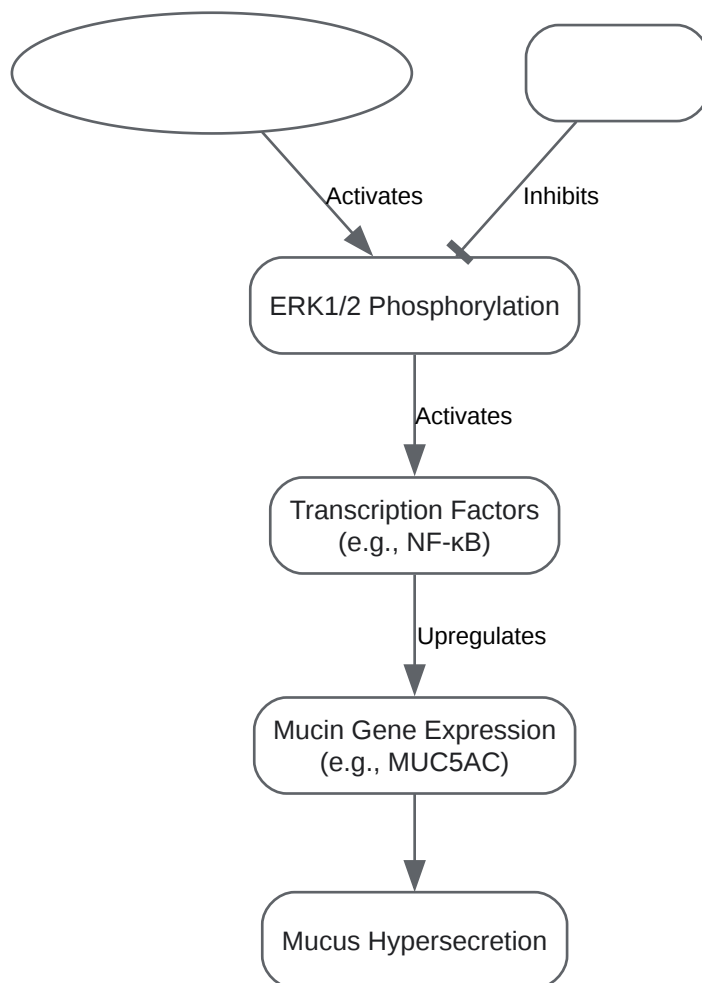 Activates
Inhibits
ERK1/2 Phosphorylation
Activates
Transcription Factors
(e.g., NF-κB)
Upregulates
Mucin Gene Expression
(e.g., MUC5AC)
Mucus Hypersecretion